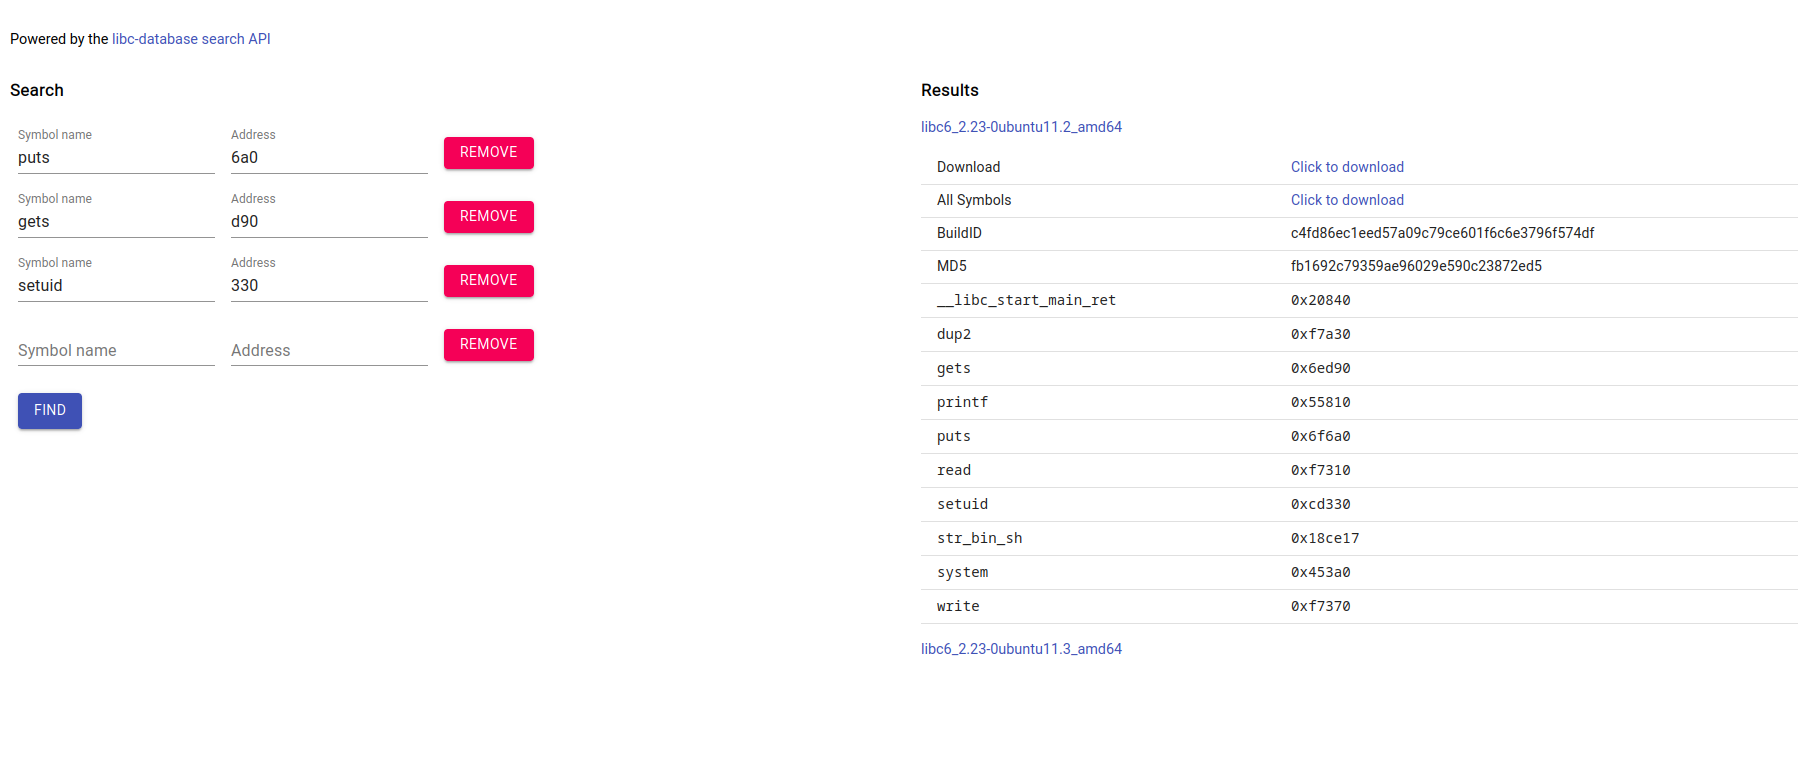 Powered by the libc-database search API
Search
Symbol name Address
puts 6a0 REMOVE
Symbol name Address
gets d90 REMOVE
Symbol name Address
setuid 330 REMOVE
Symbol name Address REMOVE
FIND
Results
libc6_2.23-0ubuntu11.2_amd64
Download Click to download
All Symbols Click to download
BuildID c4fd86ec1eed57a09c79ce601f6c6e3796f574df
MD5 fb1692c79359ae96029e590c23872ed5
__libc_start_main_ret 0x20840
dup2 0xf7a30
gets 0x6ed90
printf 0x55810
puts 0x6f6a0
read 0xf7310
setuid 0xcd330
str_bin_sh 0x18ce17
system 0x453a0
write 0xf7370
libc6_2.23-0ubuntu11.3_amd64